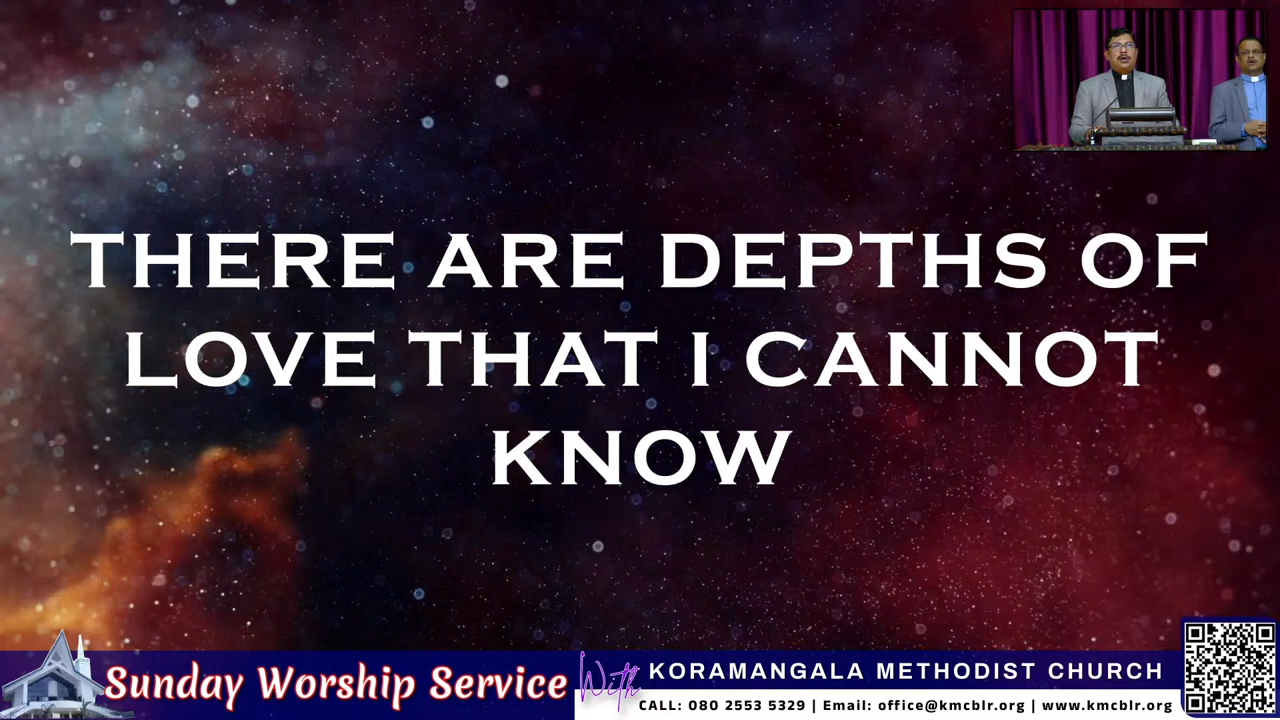 THERE ARE DEPTHS OF
LOVE THAT I CANNOT
KNOW
Sunday Worship Service With KORAMANGALA METHODIST CHURCH
CALL: 080 2553 5329 | Email: office@kmcblr.org | www.kmcblr.org